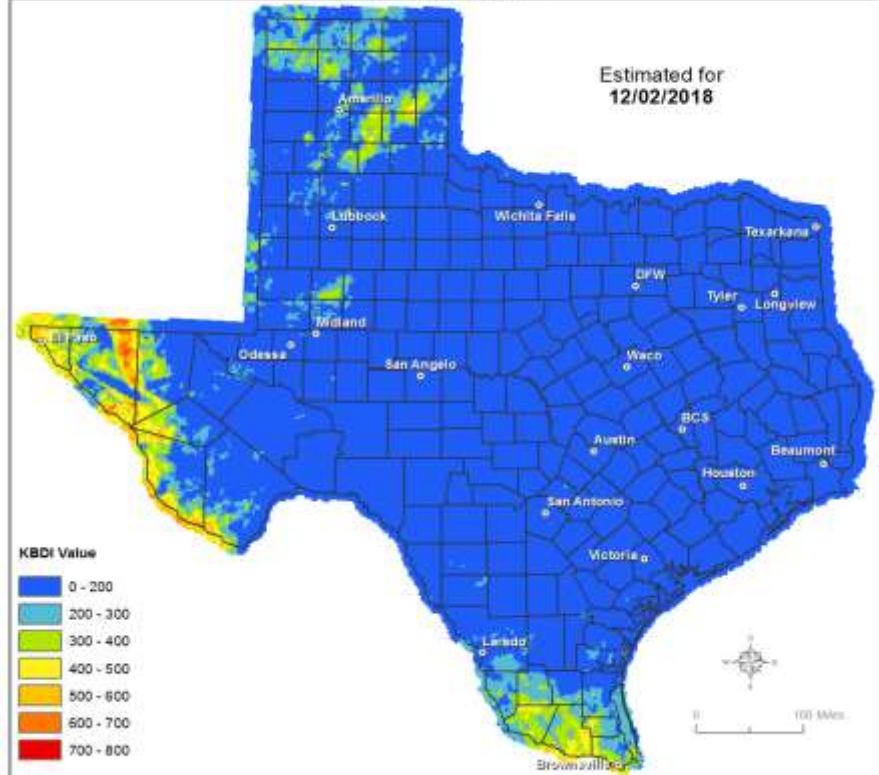 Estimated for
12/02/2018
Amarillo
Lubbock
Wichita Falls
Texarkana
DFW
Tyler
Longview
Midland
Odessa
El Paso
San Angelo
Waco
BCS
Austin
Beaumont
Houston
San Antonio
Victoria
Laredo
Brownsville
KBDI Value
0 - 200
200 - 300
300 - 400
400 - 500
500 - 600
600 - 700
700 - 800
0 100 Miles